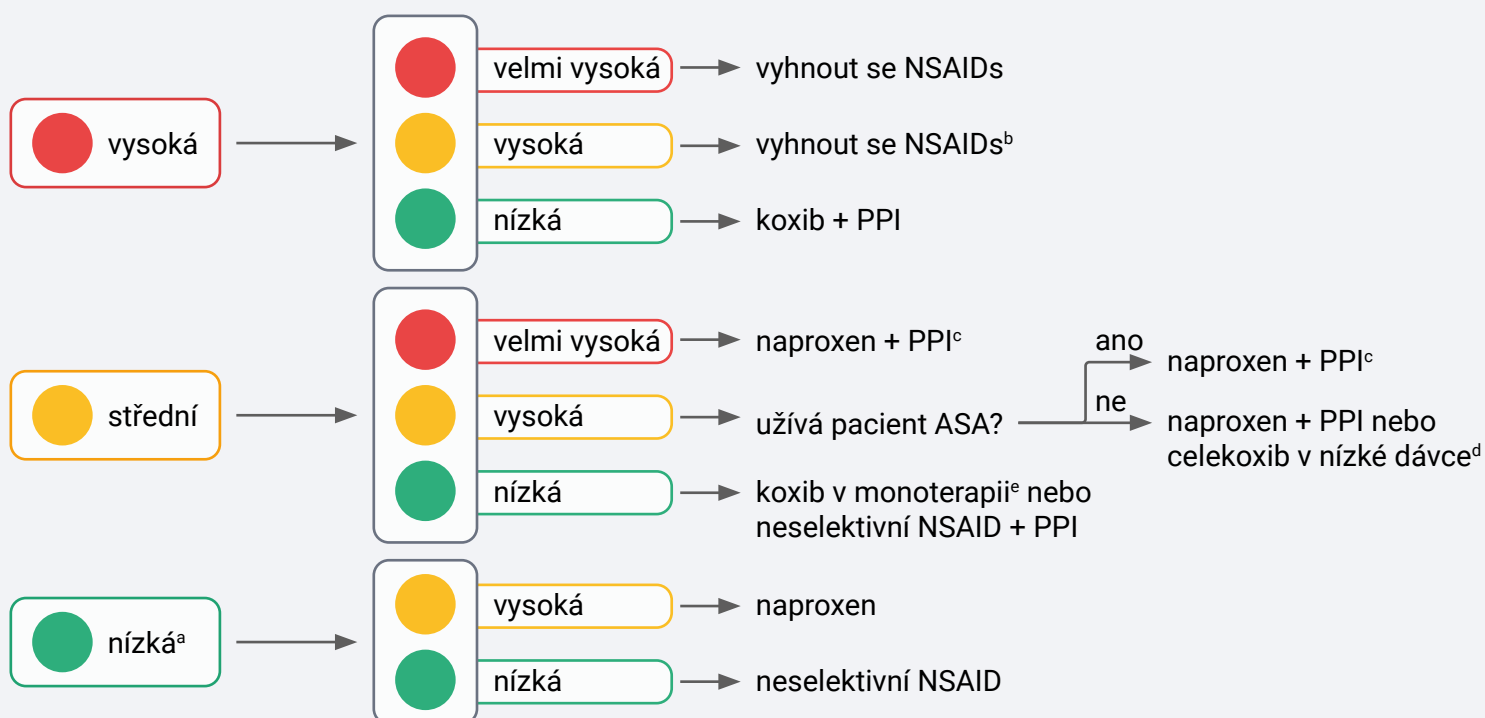 vysoká
velmi vysoká
vyhnout se NSAIDs
vysoká
vyhnout se NSAIDsᵇ
nízká
koxib + PPI
střední
velmi vysoká
naproxen + PPIᶜ
vysoká
užívá pacient ASA?
ano
naproxen + PPIᶜ
ne
naproxen + PPI nebo
celekoxib v nízké dávceᵈ
nízká
koxib v monoterapiiᵉ nebo
neselektivní NSAID + PPI
nízkáᵃ
vysoká
naproxen
nízká
neselektivní NSAID